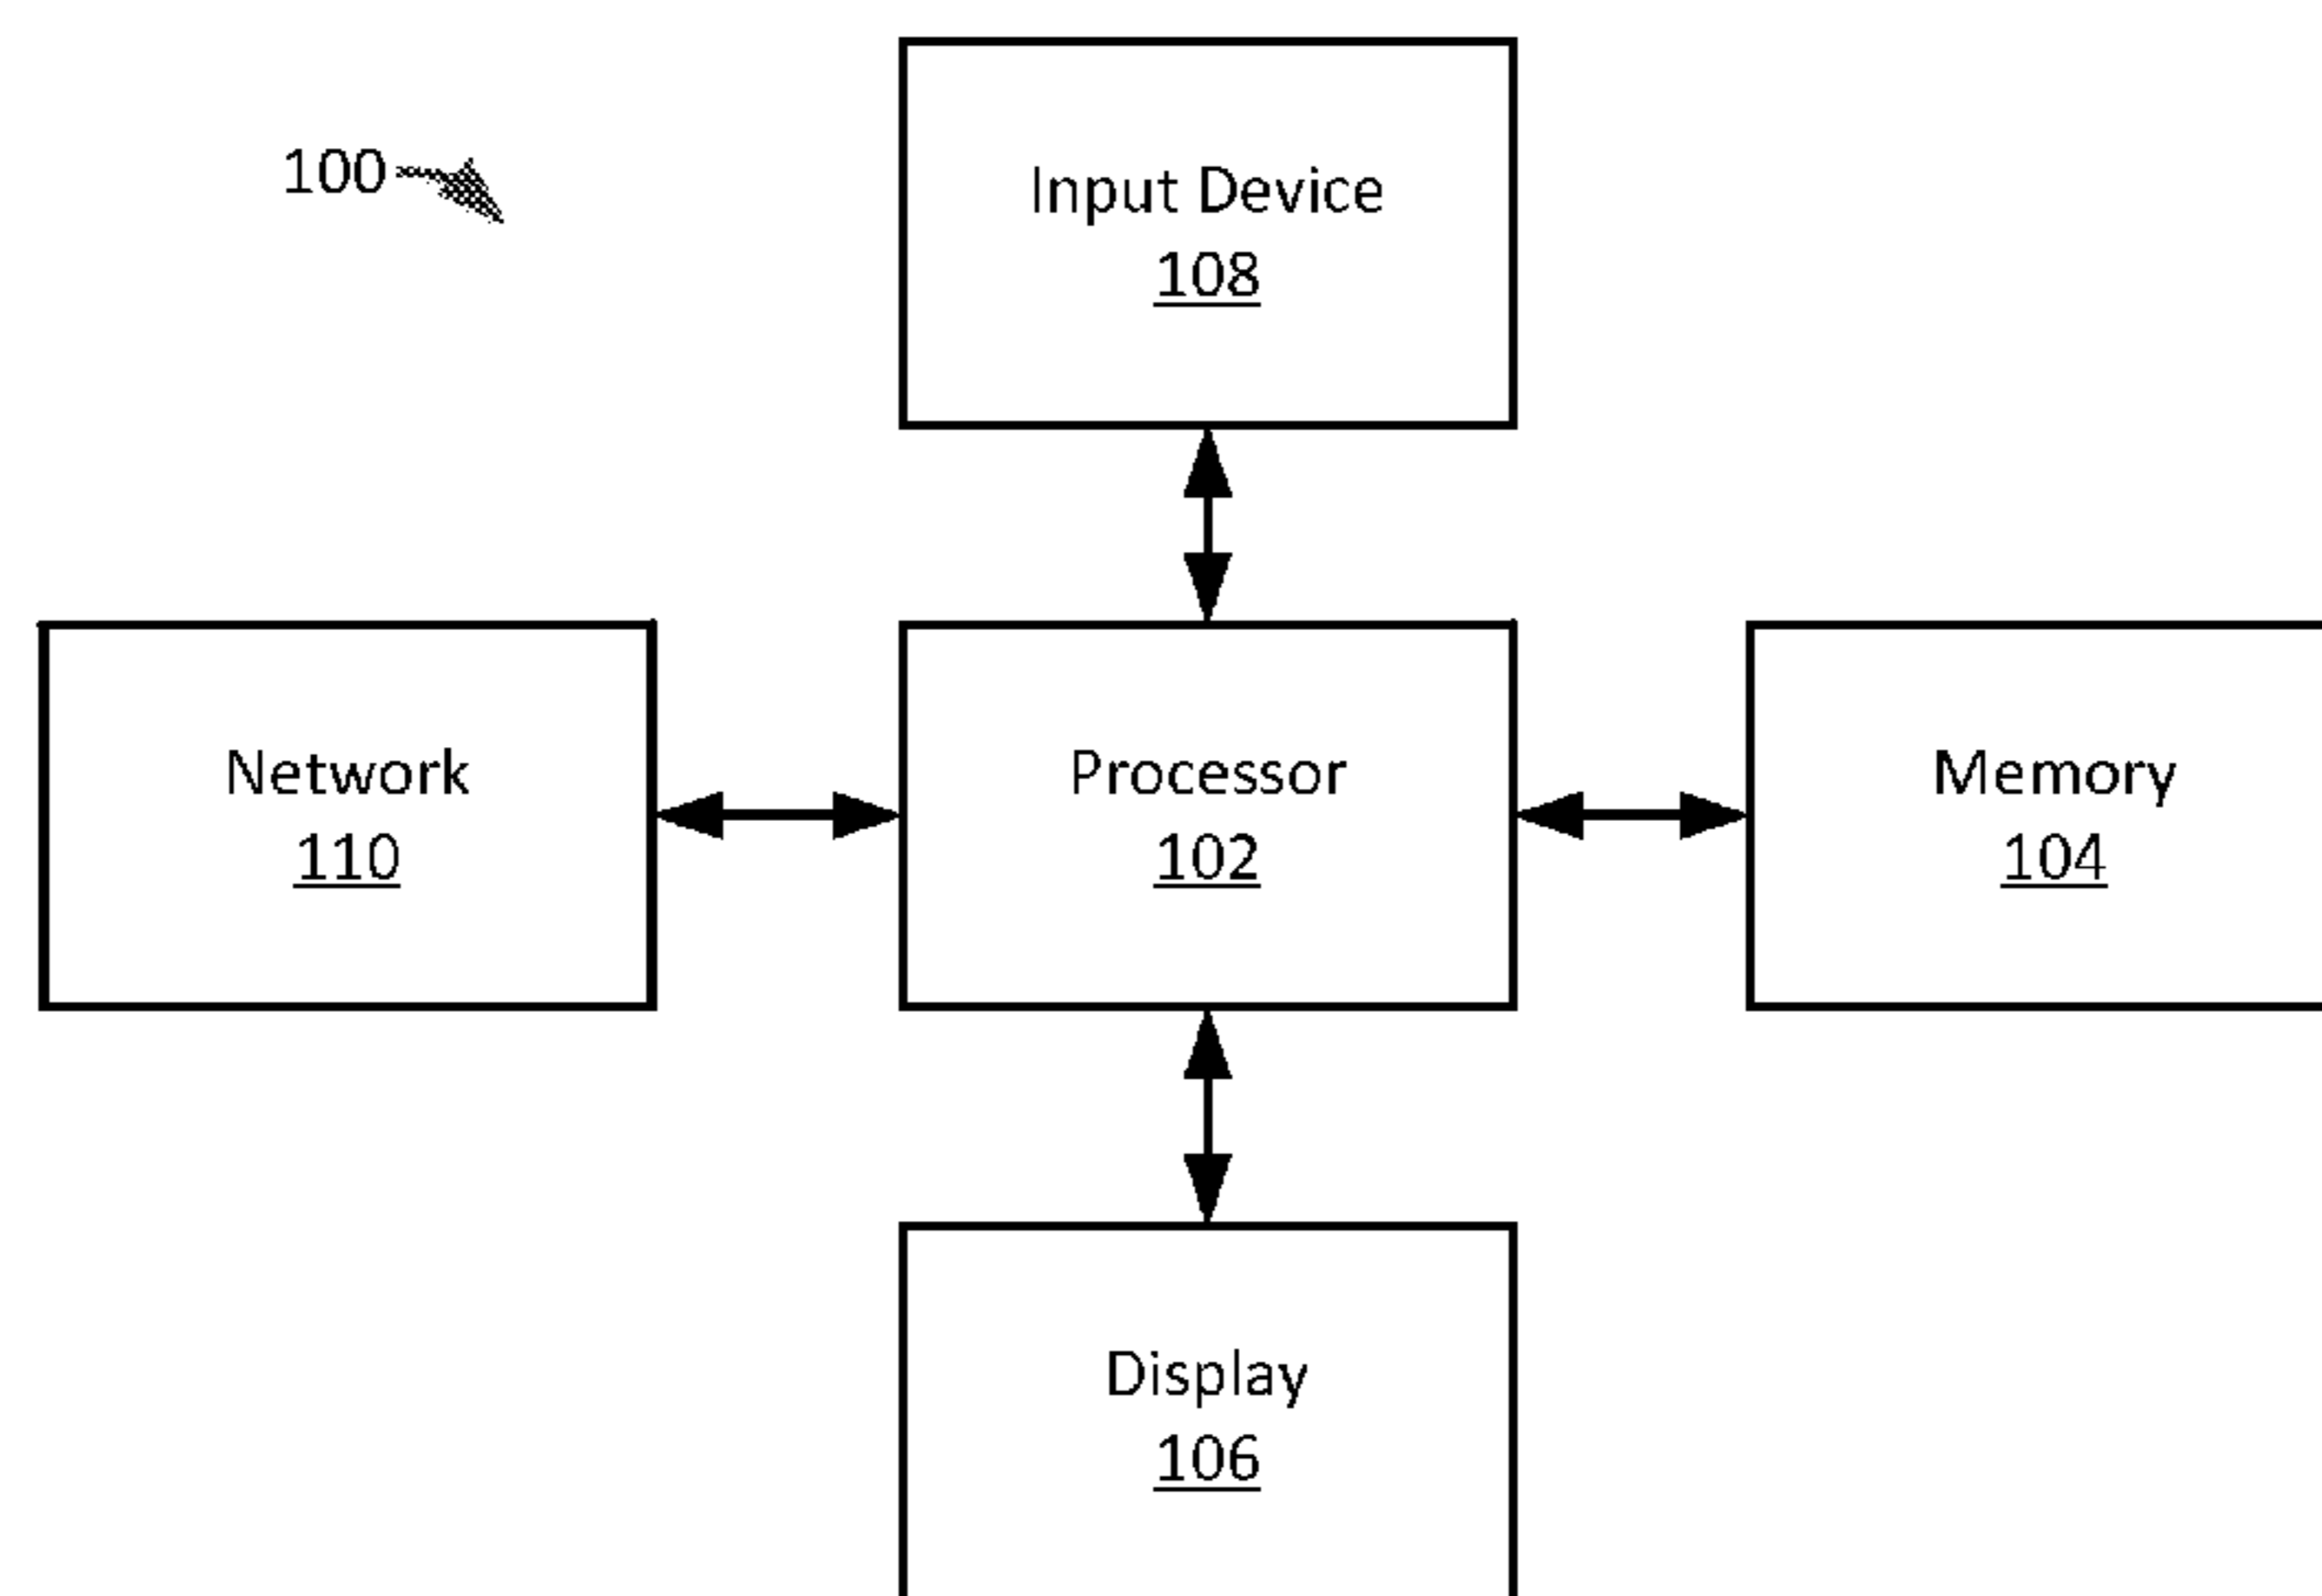 100
Input Device
108
Network
110
Processor
102
Memory
104
Display
106